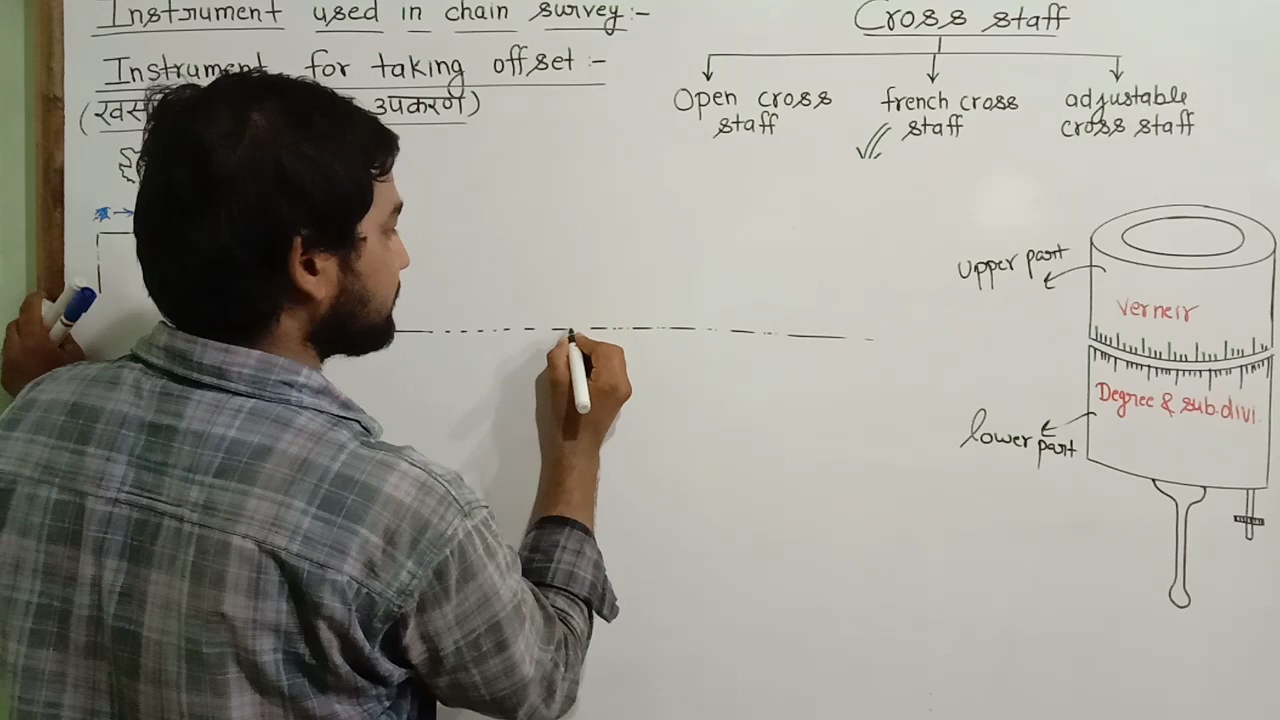 Instrument used in chain survey:-
Instrument for taking offset :-
उपकरण)
Cross staff
Open cross staff
french cross staff
adjustable cross staff
upper part
Verneir
Degree & sub.divi.
lower part